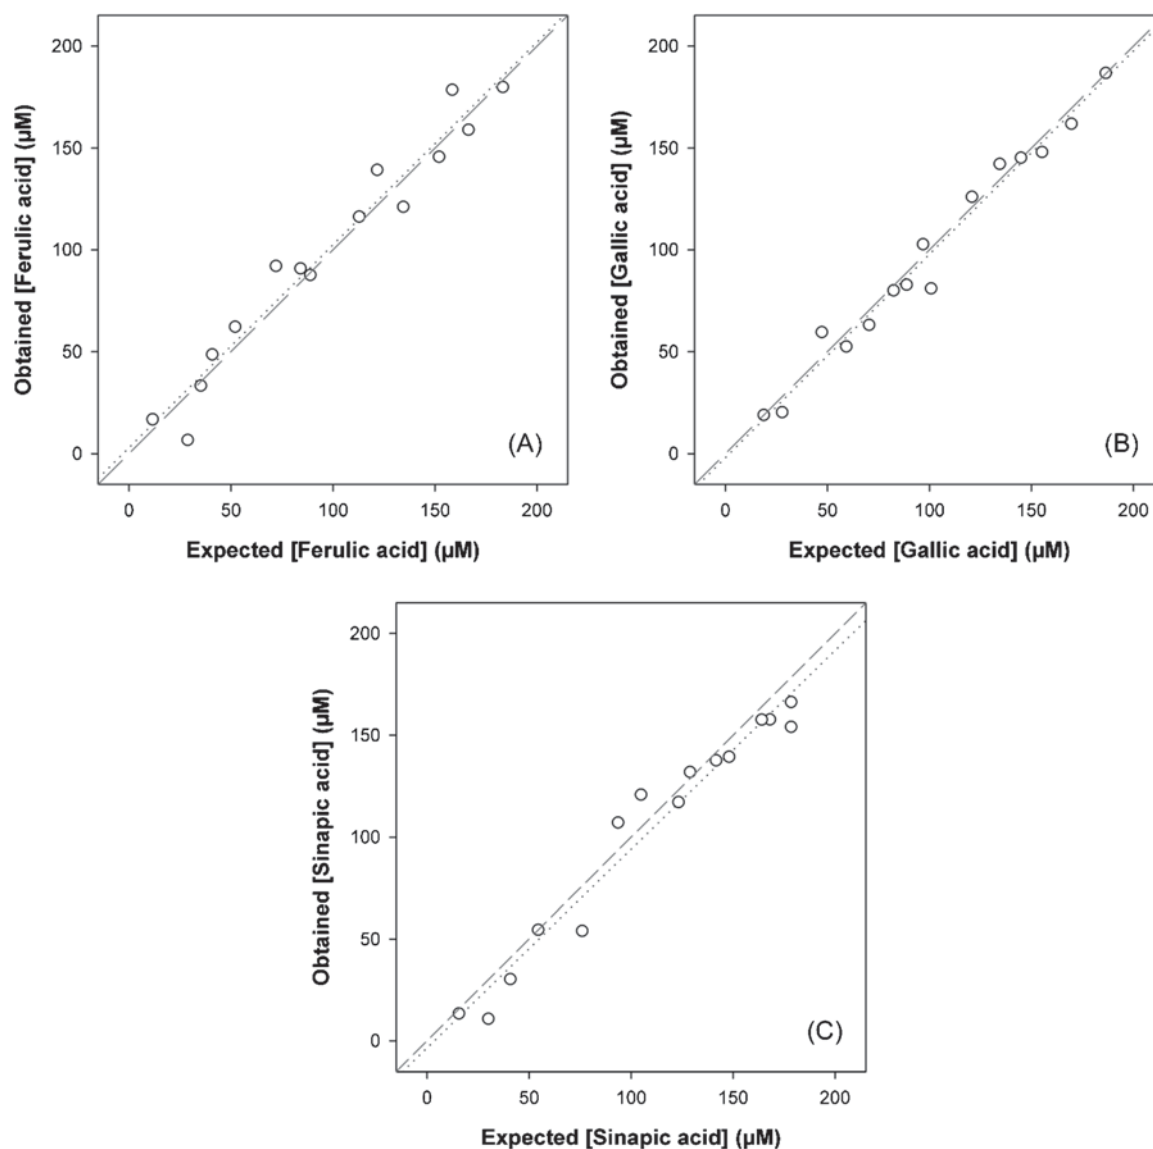 200
150
100
50
0
Obtained [Ferulic acid] (µM)
(A)
0 50 100 150 200
Expected [Ferulic acid] (µM)
200
150
100
50
0
Obtained [Gallic acid] (µM)
(B)
0 50 100 150 200
Expected [Gallic acid] (µM)
200
150
100
50
0
Obtained [Sinapic acid] (µM)
(C)
0 50 100 150 200
Expected [Sinapic acid] (µM)